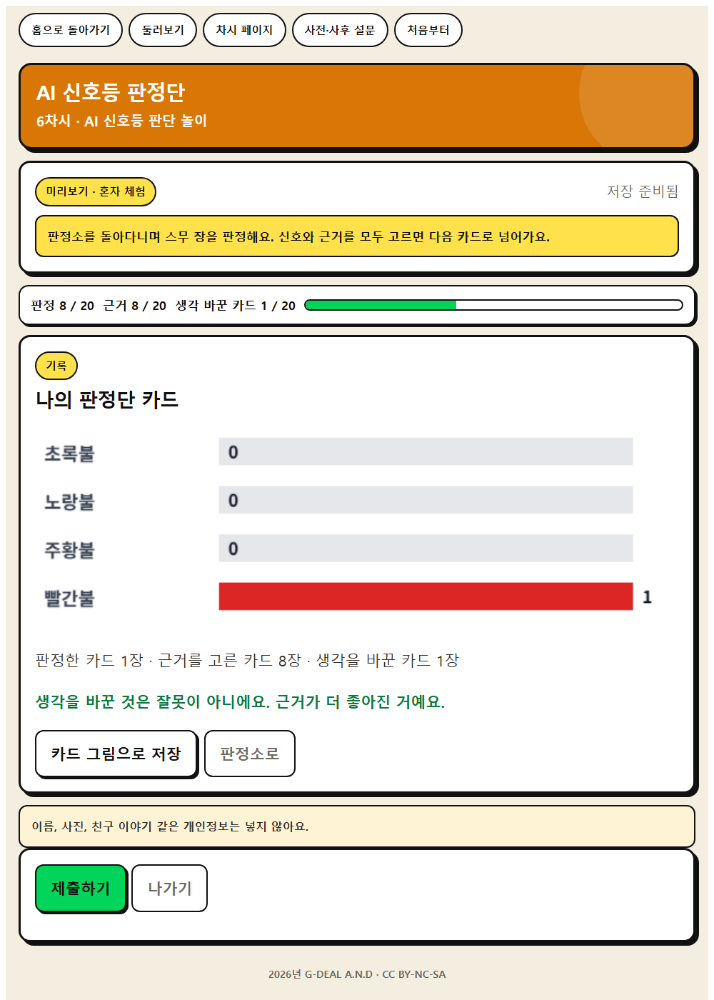 홈으로 돌아가기 둘러보기 차시 페이지 사전·사후 설문 처음부터
AI 신호등 판정단
6차시 · AI 신호등 판단 놀이
미리보기 · 혼자 체험 저장 준비됨
판정소를 돌아다니며 스무 장을 판정해요. 신호와 근거를 모두 고르면 다음 카드로 넘어가요.
판정 8 / 20 근거 8 / 20 생각 바꾼 카드 1 / 20
기록
나의 판정단 카드
초록불 0
노랑불 0
주황불 0
빨간불 1
판정한 카드 1장 · 근거를 고른 카드 8장 · 생각을 바꾼 카드 1장
생각을 바꾼 것은 잘못이 아니에요. 근거가 더 좋아진 거예요.
카드 그림으로 저장 판정소로
이름, 사진, 친구 이야기 같은 개인정보는 넣지 않아요.
제출하기 나가기
2026년 G-DEAL A.N.D · CC BY-NC-SA